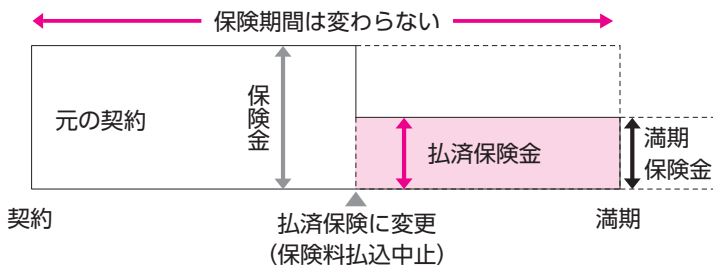 保険期間は変わらない
元の契約
保険金
払済保険金
満期
保険金
契約
払済保険に変更
（保険料払込中止）
満期